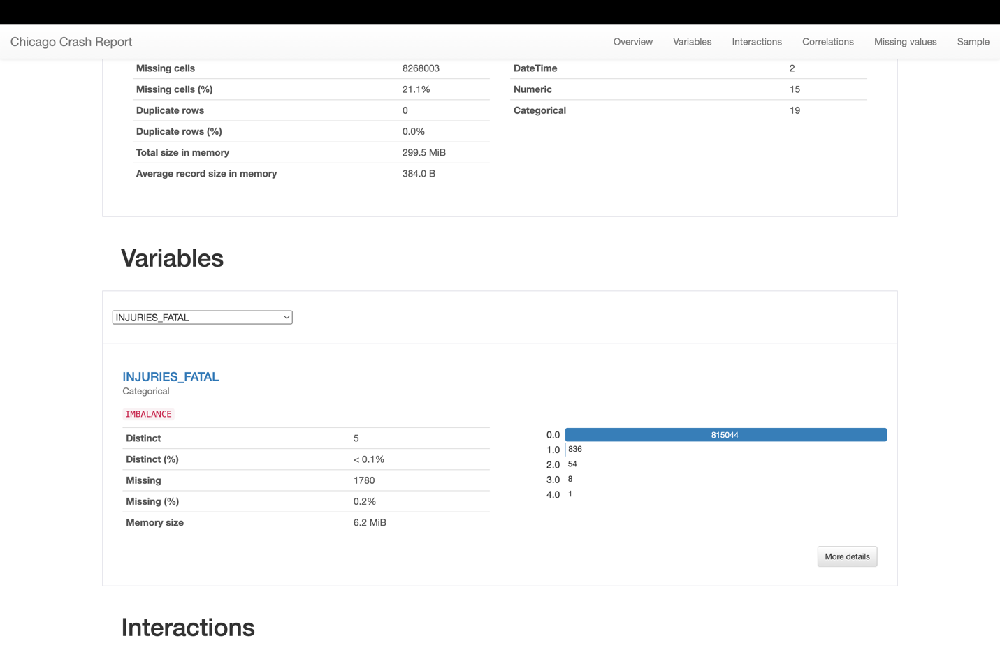 Chicago Crash Report
Overview Variables Interactions Correlations Missing values Sample
Missing cells 8268003
Missing cells (%) 21.1%
Duplicate rows 0
Duplicate rows (%) 0.0%
Total size in memory 299.5 MiB
Average record size in memory 384.0 B
DateTime 2
Numeric 15
Categorical 19
Variables
INJURIES_FATAL
INJURIES_FATAL
Categorical
IMBALANCE
Distinct 5
Distinct (%) < 0.1%
Missing 1780
Missing (%) 0.2%
Memory size 6.2 MiB
0.0 815044
1.0 836
2.0 54
3.0 8
4.0 1
More details
Interactions